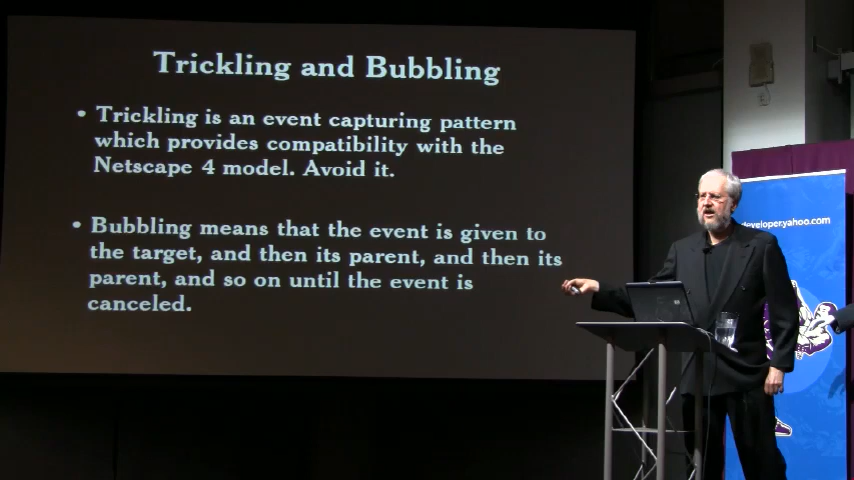 Trickling and Bubbling
• Trickling is an event capturing pattern
which provides compatibility with the
Netscape 4 model. Avoid it.
• Bubbling means that the event is given to
the target, and then its parent, and then its
parent, and so on until the event is
canceled.
developer.yahoo.com